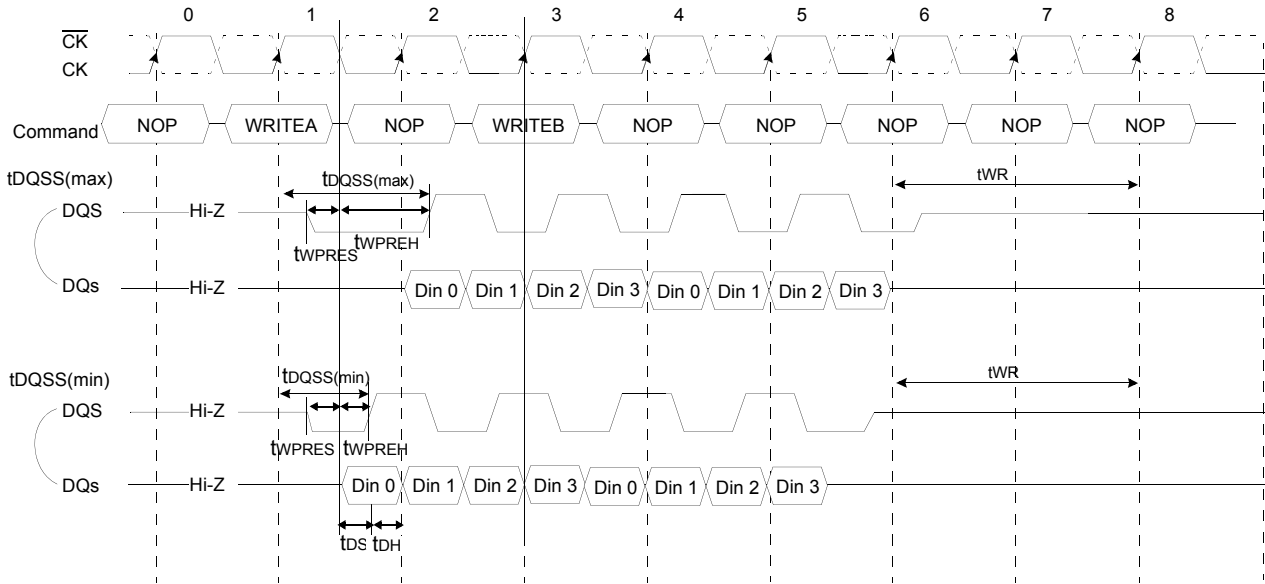 0 1 2 3 4 5 6 7 8
CK
CK
Command NOP WRITEA NOP WRITEB NOP NOP NOP NOP NOP
tDQSS(max) tDQSS(max) tWR
DQS Hi-Z
tWPRES tWPREH
DQs Hi-Z Din 0 Din 1 Din 2 Din 3 Din 0 Din 1 Din 2 Din 3
tDQSS(min) tDQSS(min) tWR
DQS Hi-Z
tWPRES tWPREH
DQs Hi-Z Din 0 Din 1 Din 2 Din 3 Din 0 Din 1 Din 2 Din 3
tDS tDH